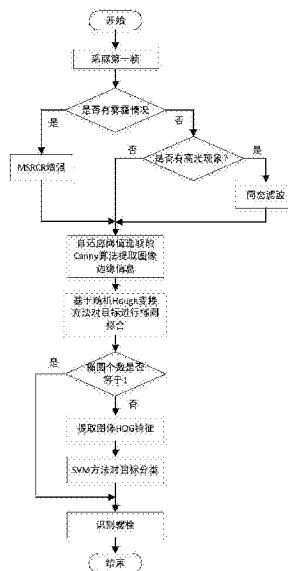 开始
采集第一帧
是否有雾霾情况
是
否
MSRCR增强
否
是否有高光现象?
是
同态滤波
自适应阈值选取的
Canny算法提取图像
边缘信息
基于随机Hough变换
方法对目标进行椭圆
拟合
是
椭圆个数是否
等于1
否
提取图像HOG特征
SVM方法对目标分类
识别螺栓
结束